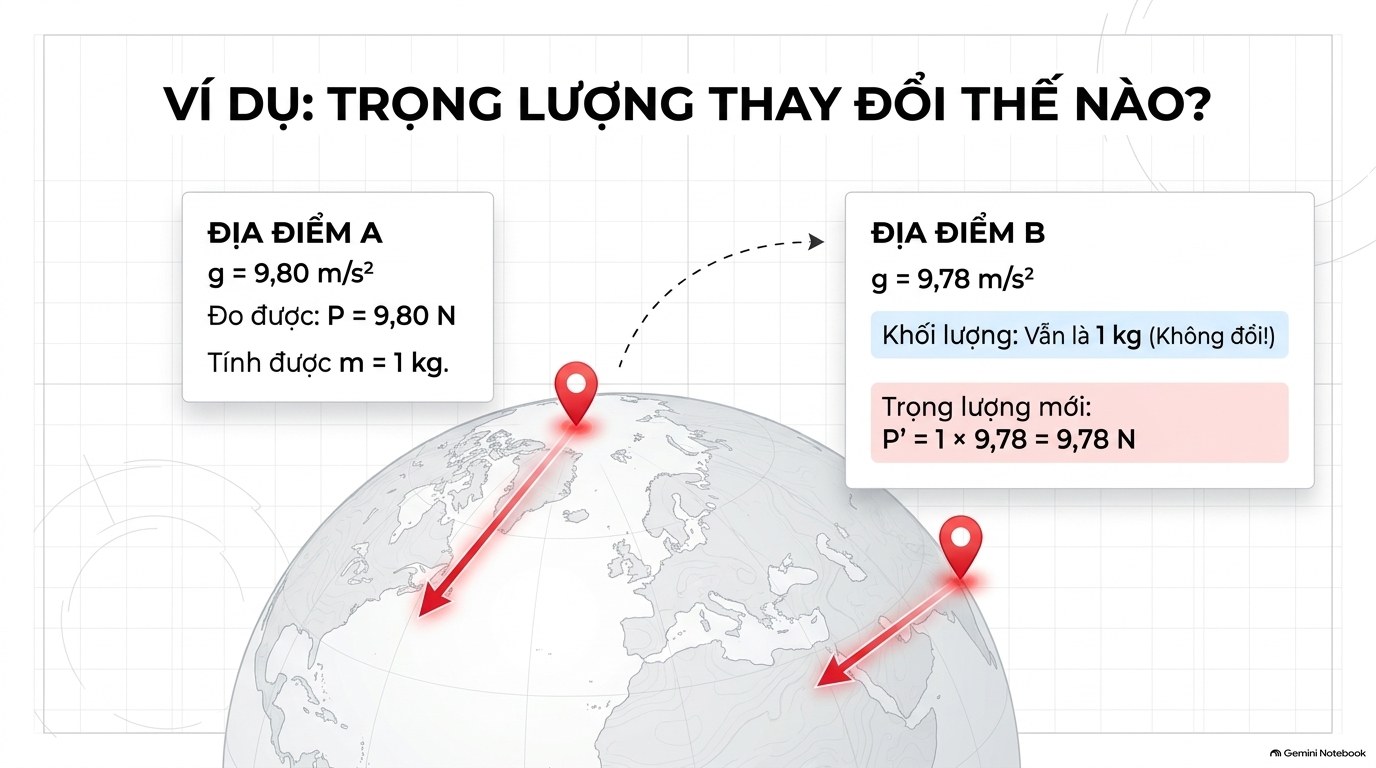 VÍ DỤ: TRỌNG LƯỢNG THAY ĐỔI THẾ NÀO?
ĐỊA ĐIỂM A
g = 9,80 m/s²
Đo được: P = 9,80 N
Tính được m = 1 kg.
ĐỊA ĐIỂM B
g = 9,78 m/s²
Khối lượng: Vẫn là 1 kg (Không đổi!)
Trọng lượng mới:
P’ = 1 × 9,78 = 9,78 N
Gemini Notebook